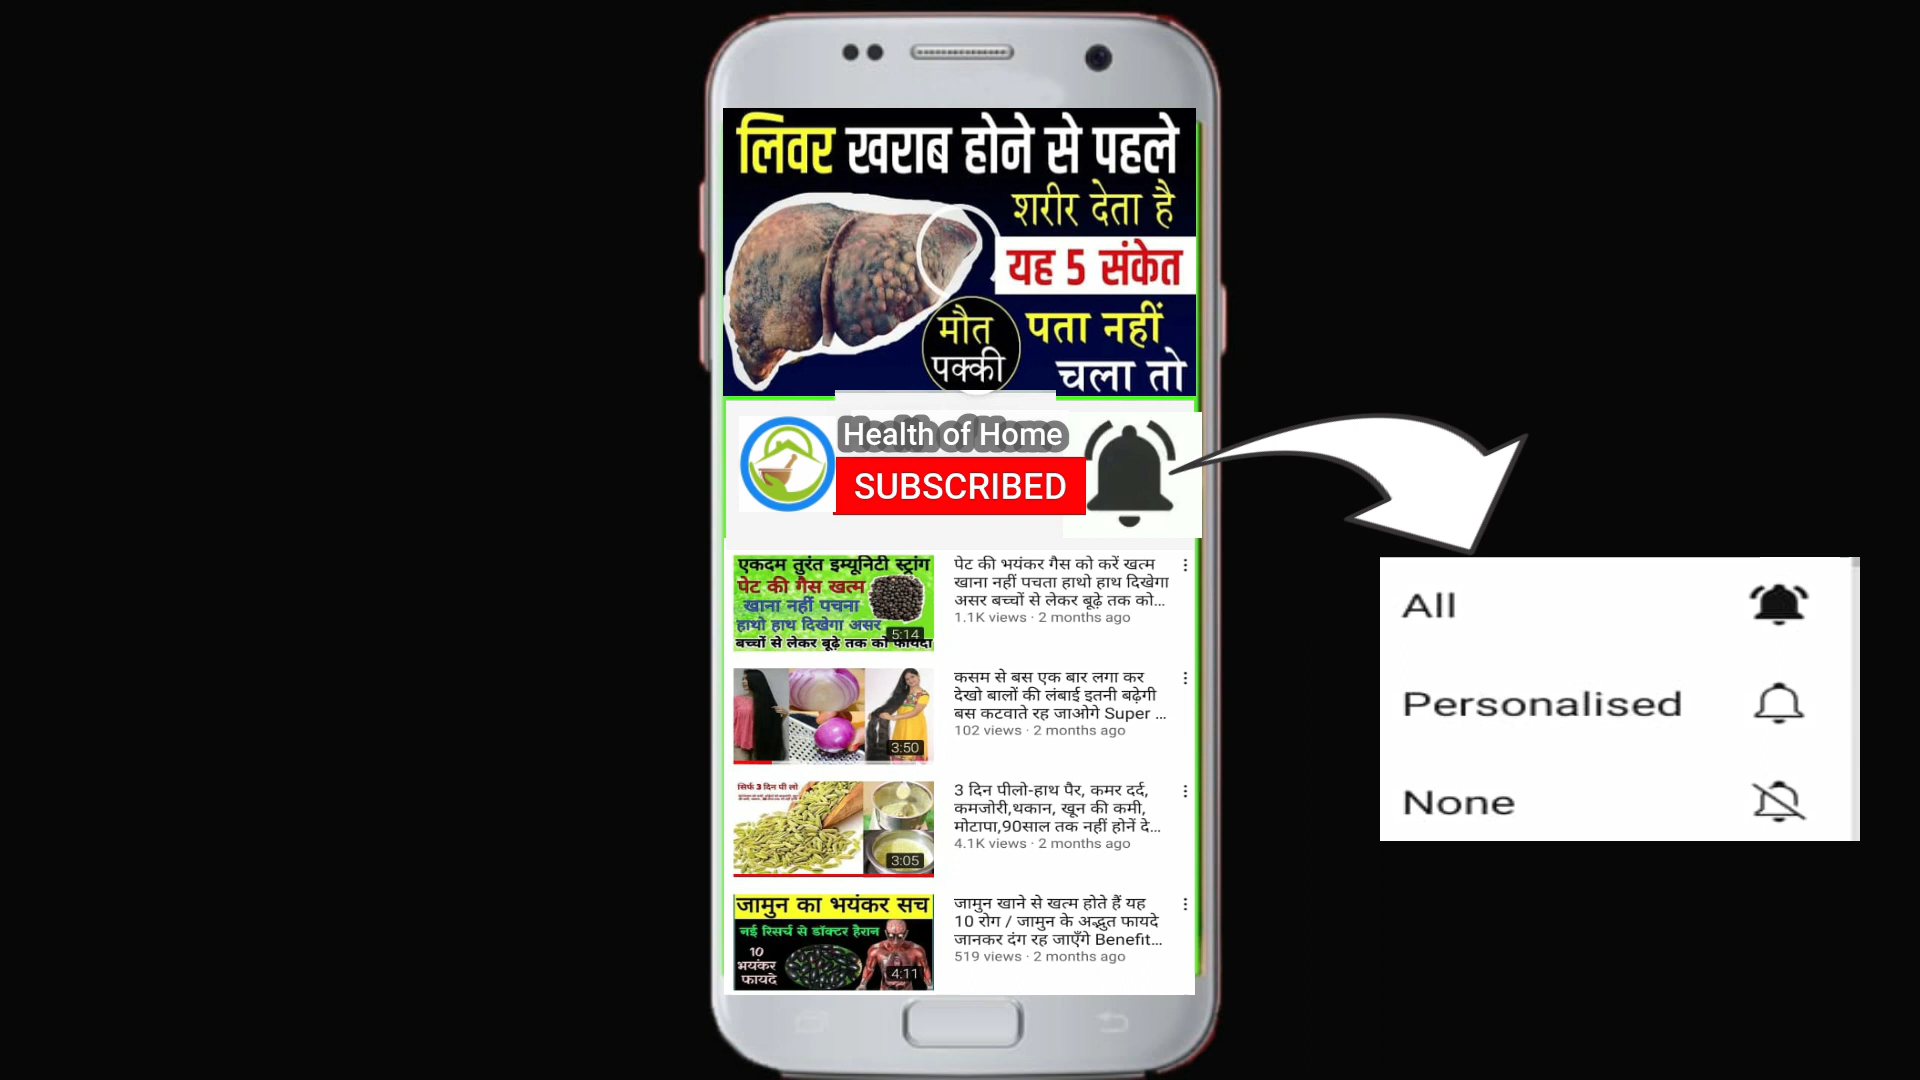 लिवर खराब होने से पहले
शरीर देता है
यह 5 संकेत
मौत
पक्की
पता नहीं
चला तो
Health of Home
SUBSCRIBED
एकदम तुरंत इम्यूनिटी स्ट्रांग
पेट की गैस खत्म
खाना नहीं पचना
हाथो हाथ दिखेगा असर
5:14
बच्चों से लेकर बूढ़े तक को फायदा
पेट की भयंकर गैस को करें खत्म
खाना नहीं पचता हाथो हाथ दिखेगा
असर बच्चों से लेकर बूढ़े तक को...
1.1K views · 2 months ago
3:50
कसम से बस एक बार लगा कर
देखो बालों की लंबाई इतनी बढ़ेगी
बस कटवाते रह जाओगे Super ...
102 views · 2 months ago
सिर्फ 3 दिन पी लो
3:05
3 दिन पीलो-हाथ पैर, कमर दर्द,
कमजोरी,थकान, खून की कमी,
मोटापा,90साल तक नहीं होनें दे...
4.1K views · 2 months ago
जामुन का भयंकर सच
नई रिसर्च से डॉक्टर हैरान
10
भयंकर
फायदे
4:11
जामुन खाने से खत्म होते हैं यह
10 रोग / जामुन के अद्भुत फायदे
जानकर दंग रह जाएँगे Benefit...
519 views · 2 months ago
All
Personalised
None